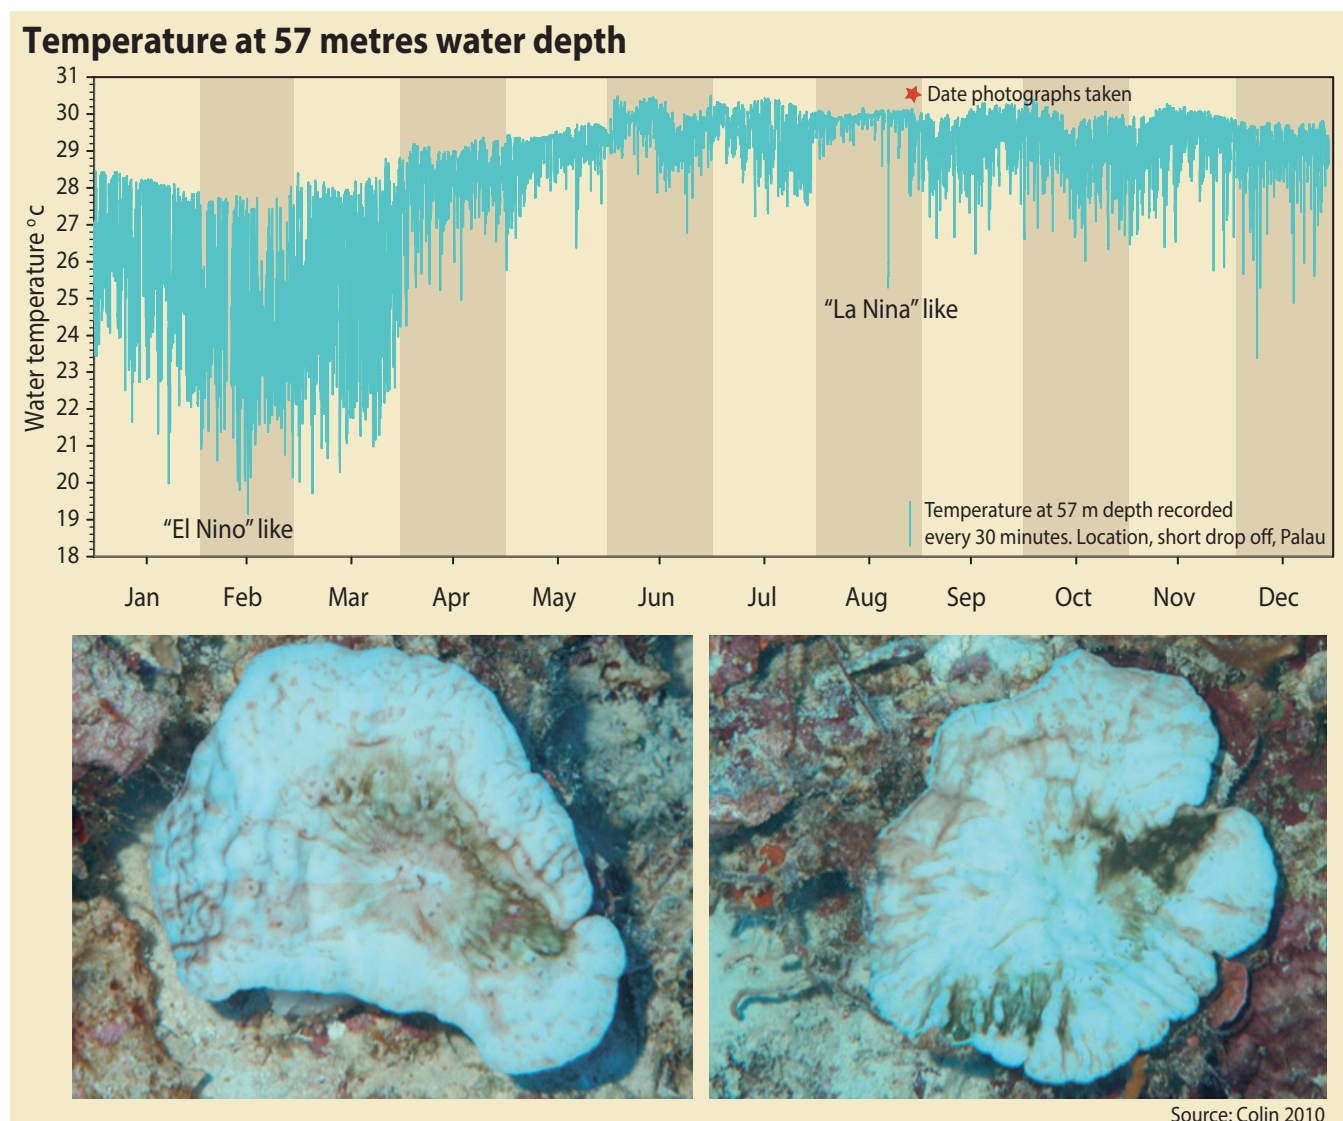 Temperature at 57 metres water depth
31
30
29
28
27
26
25
24
23
22
21
20
19
18
Water temperature °c
Date photographs taken
"La Nina" like
"El Nino" like
Temperature at 57 m depth recorded
every 30 minutes. Location, short drop off, Palau
Jan Feb Mar Apr May Jun Jul Aug Sep Oct Nov Dec
Source: Colin 2010